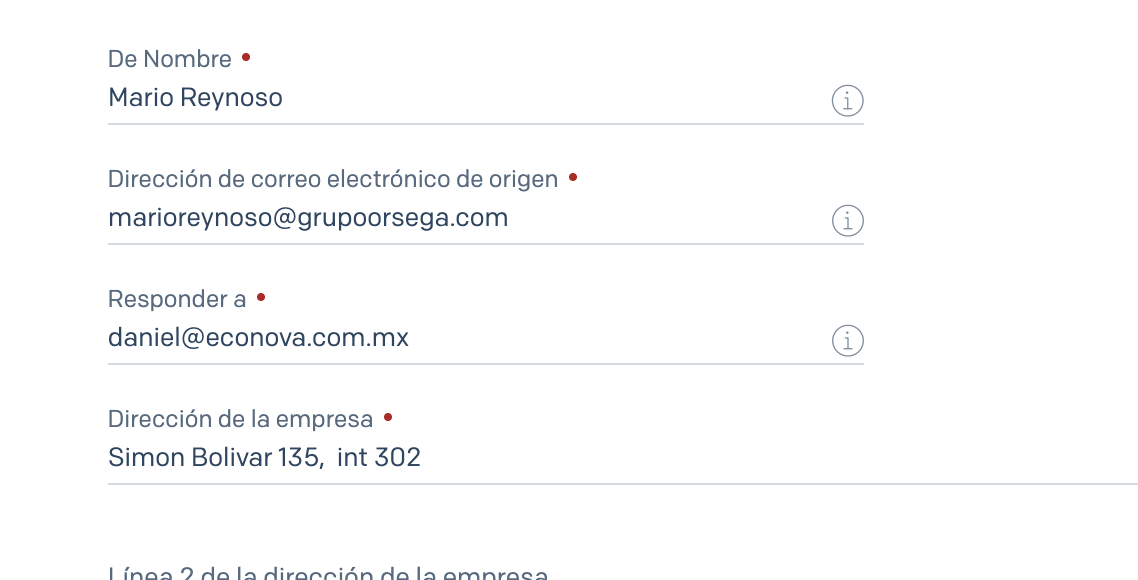 De Nombre
Mario Reynoso
Dirección de correo electrónico de origen
marioreynoso@grupoorsega.com
Responder a
daniel@econova.com.mx
Dirección de la empresa
Simon Bolivar 135,  int 302
Línea 2 de la dirección de la empresa